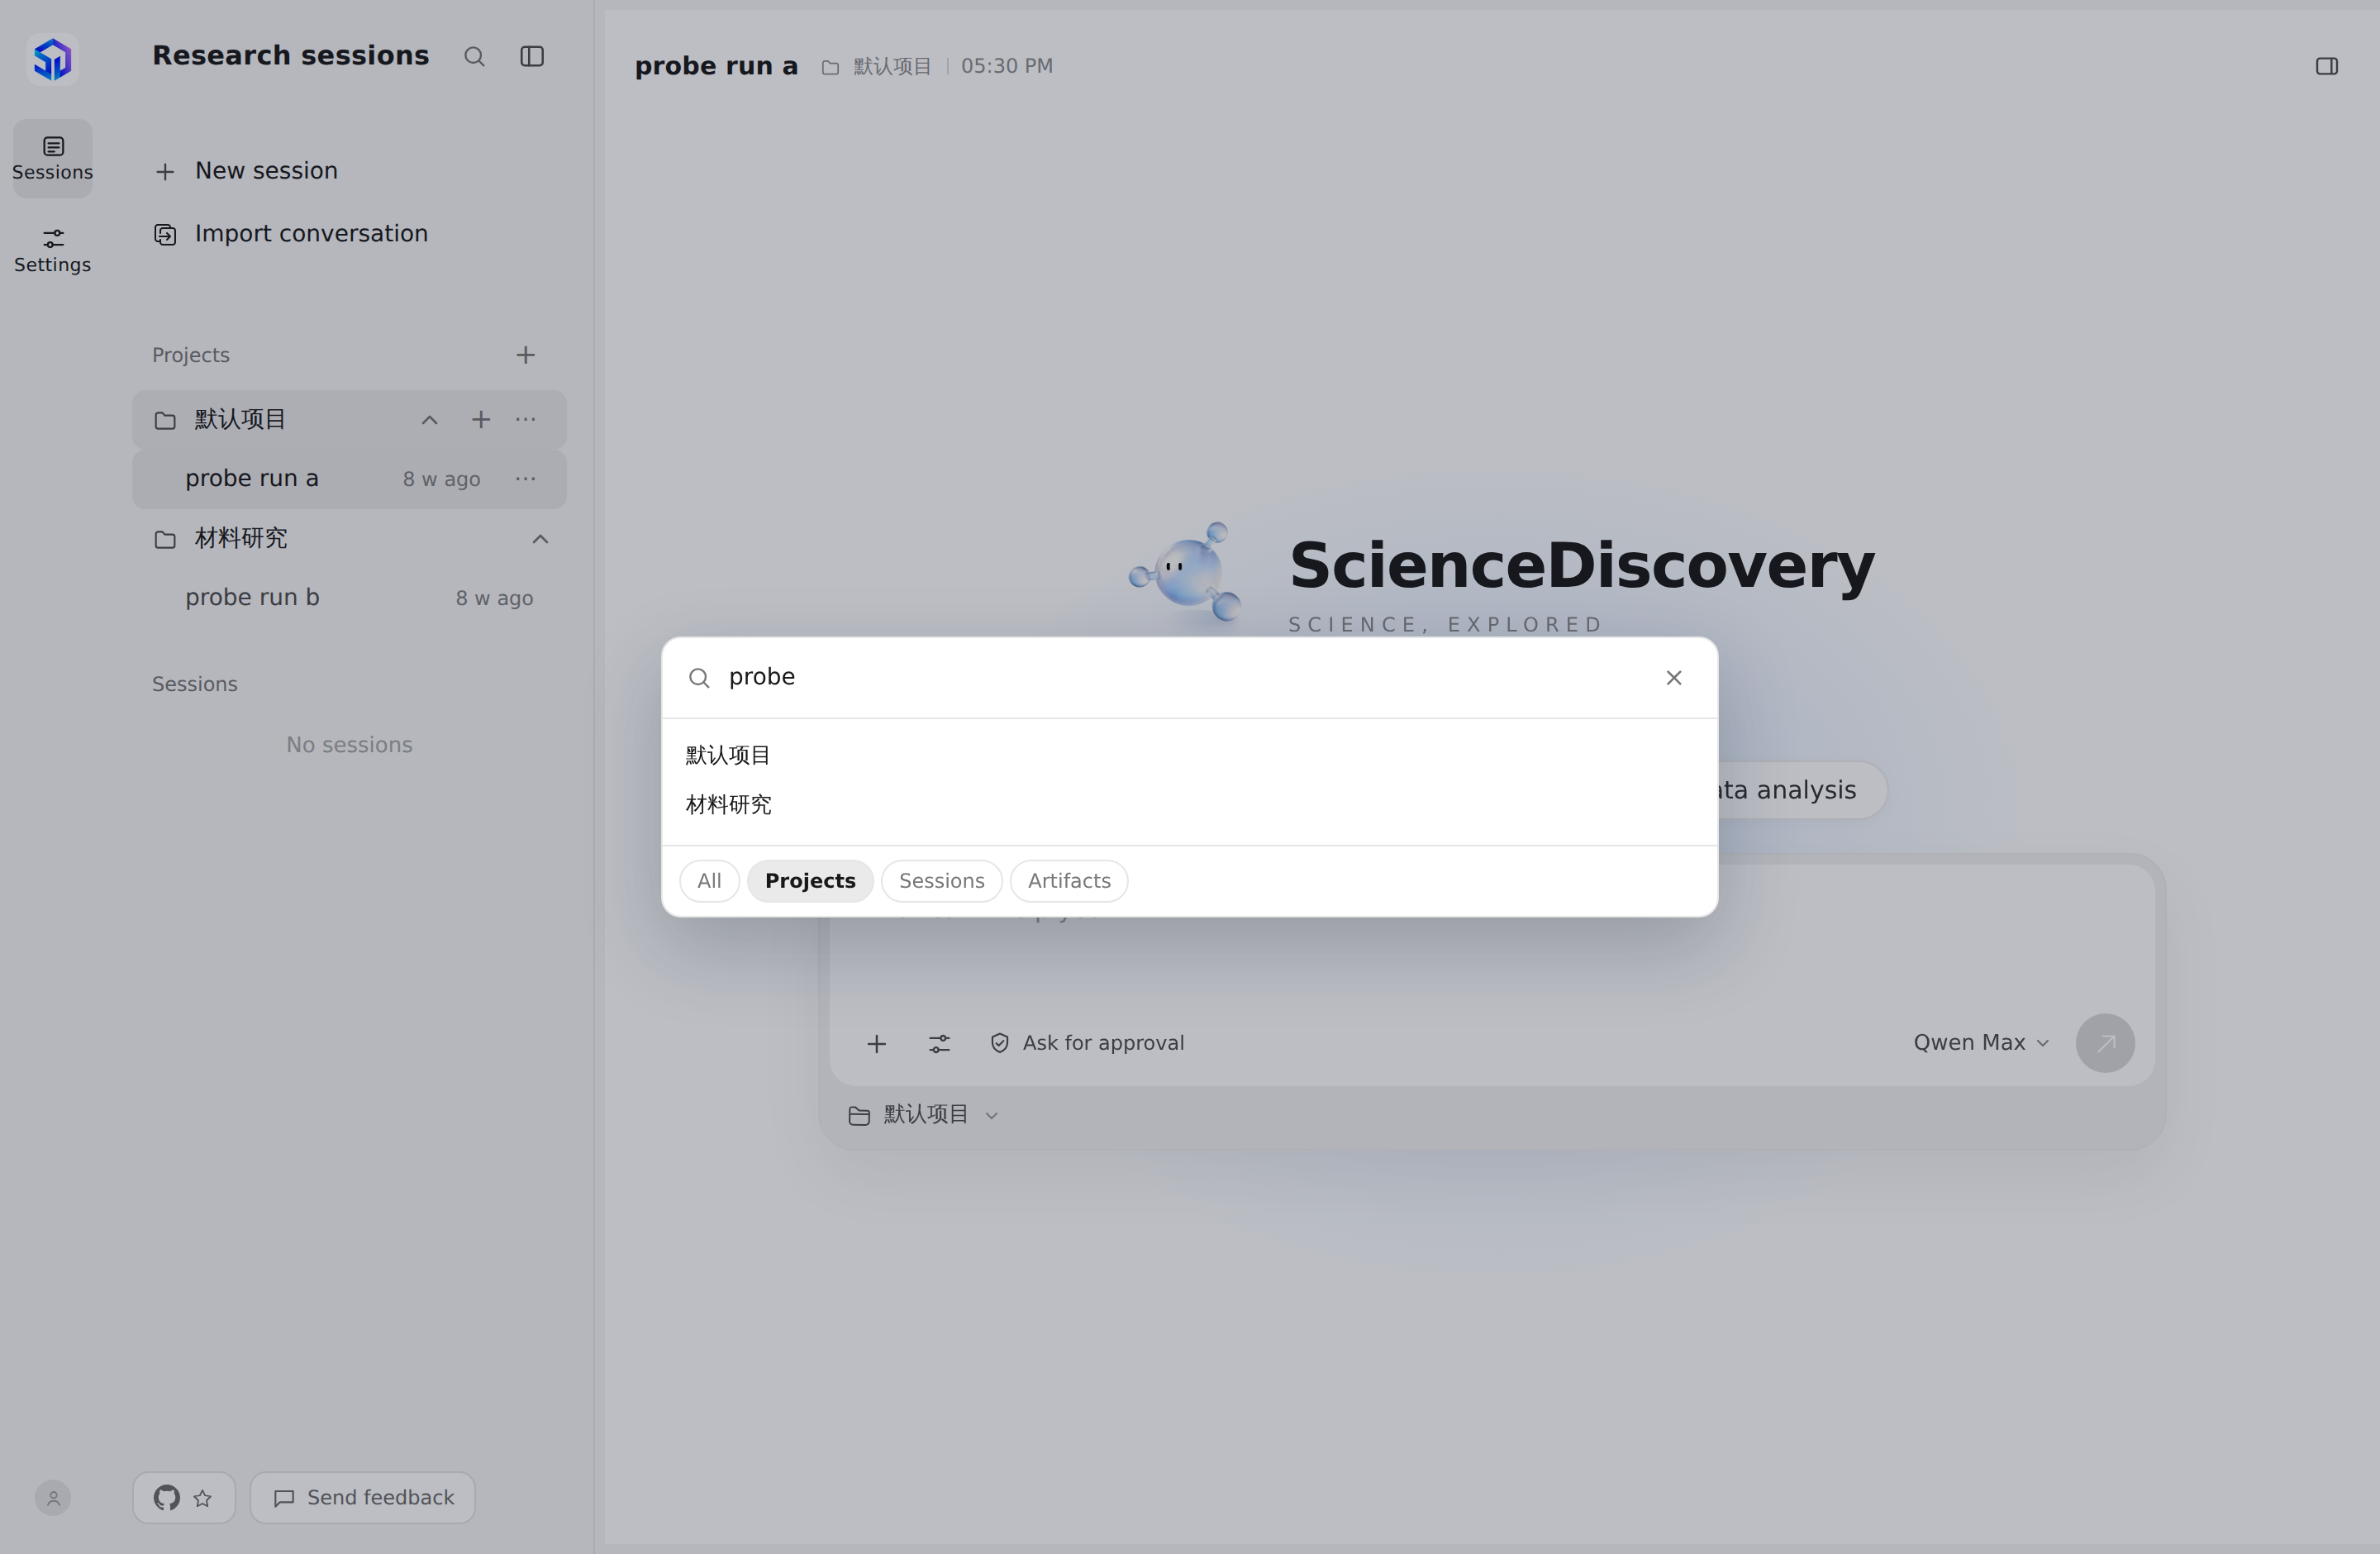 Research sessions
Sessions
Settings
New session
Import conversation
Projects
默认项目
probe run a 8 w ago
材料研究
probe run b 8 w ago
Sessions
No sessions
Send feedback
probe run a 默认项目 05:30 PM
ScienceDiscovery
SCIENCE, EXPLORED
probe
默认项目
材料研究
All Projects Sessions Artifacts
analysis
Ask for approval Qwen Max
默认项目